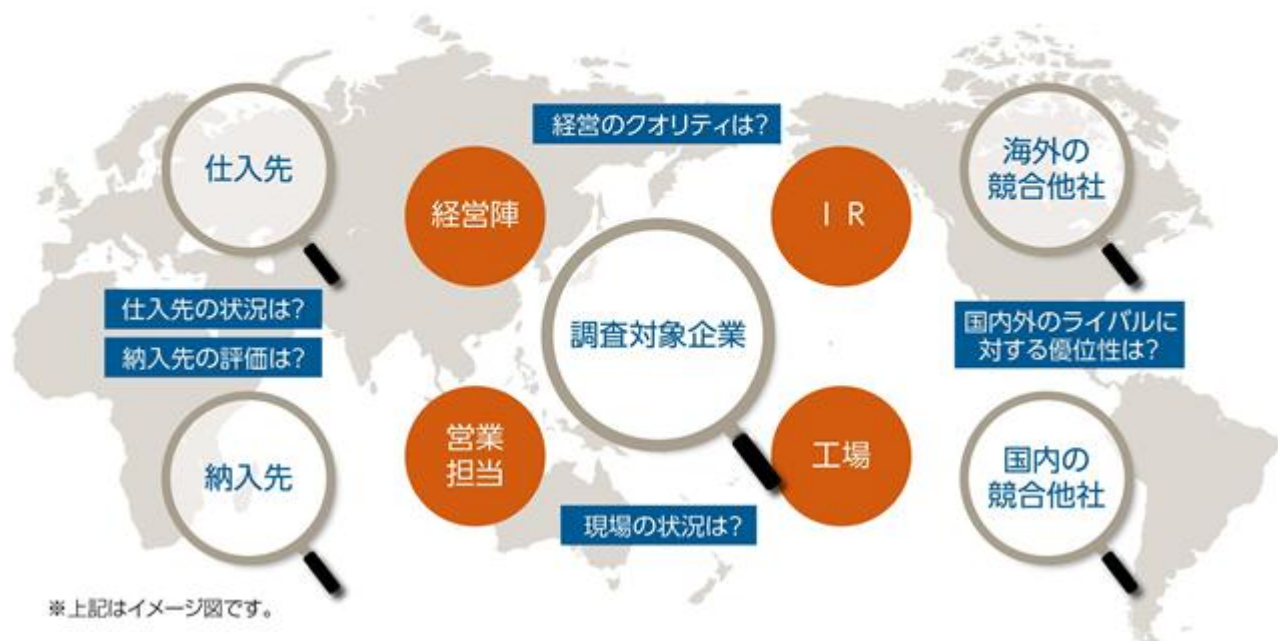 経営のクオリティは?
仕入先
経営陣
I R
海外の
競合他社
調査対象企業
仕入先の状況は?
納入先の評価は?
国内外のライバルに
対する優位性は?
納入先
営業
担当
工場
国内の
競合他社
現場の状況は?
※上記はイメージ図です。